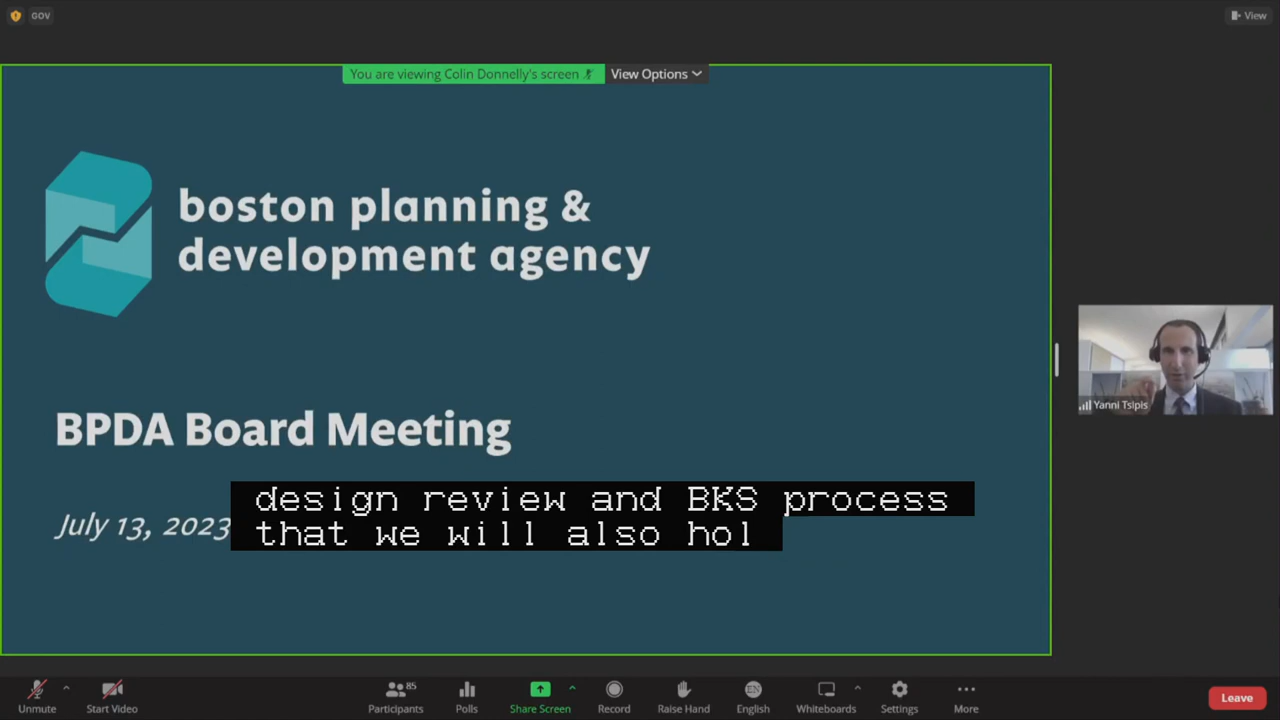 GOV
View
You are viewing Colin Donnelly's screen
View Options
boston planning &
development agency
BPDA Board Meeting
July 13, 2023
design review and BKS process
that we will also hol
Yanni Tsipis
Unmute
Start Video
85
Participants
Polls
Share Screen
Record
Raise Hand
EN
English
Whiteboards
Settings
More
Leave